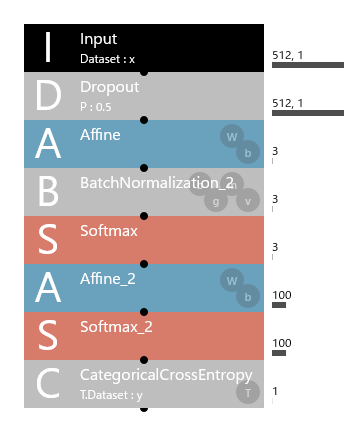 I Input
Dataset : x
512, 1
D Dropout
P : 0.5
512, 1
A Affine
W
b
3
B BatchNormalization_2
g
v
3
S Softmax
3
A Affine_2
W
b
100
S Softmax_2
100
C CategoricalCrossEntropy
T.Dataset : y
T
1